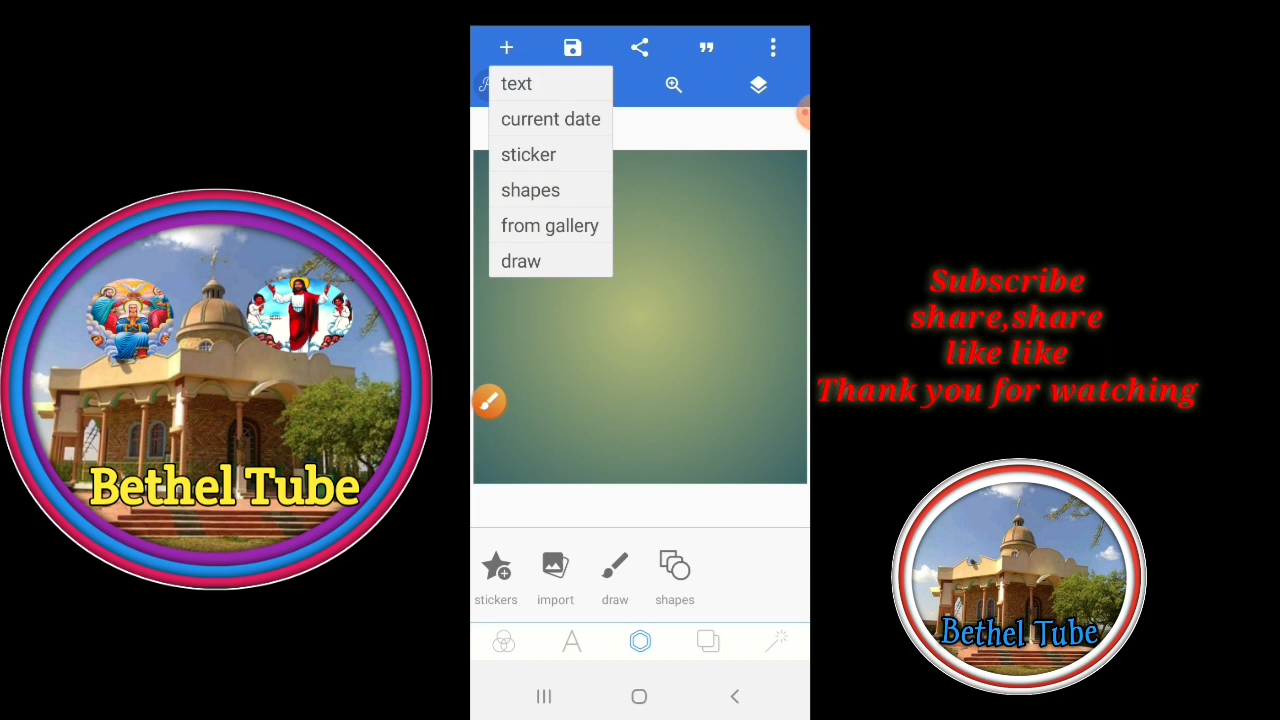 text
current date
sticker
shapes
from gallery
draw
stickers
import
draw
shapes
Bethel Tube
Subscribe
share,share
like like
Thank you for watching
Bethel Tube